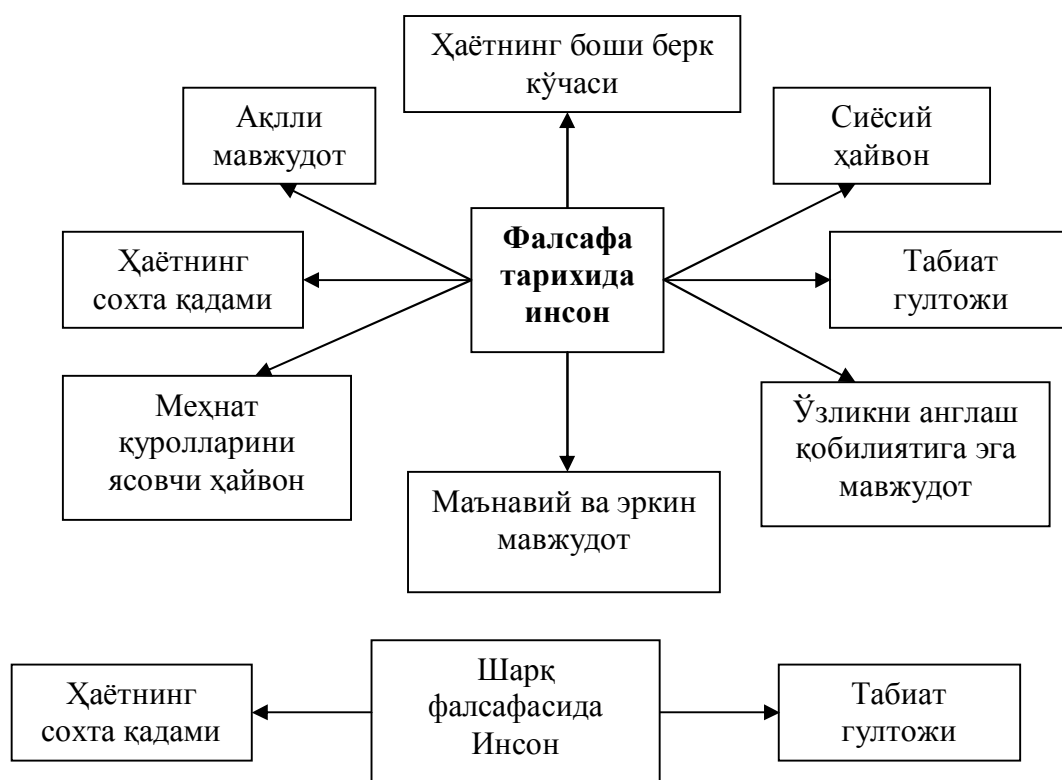 Ҳаётнинг боши берк
кўчаси
Ақлли
мавжудот
Сиёсий
ҳайвон
Ҳаётнинг
сохта қадами
Фалсафа
тарихида
инсон
Табиат
гултожи
Меҳнат
қуролларини
ясовчи ҳайвон
Маънавий ва эркин
мавжудот
Ўзликни англаш
қобилиятига эга
мавжудот
Ҳаётнинг
сохта қадами
Шарқ
фалсафасида
Инсон
Табиат
гултожи